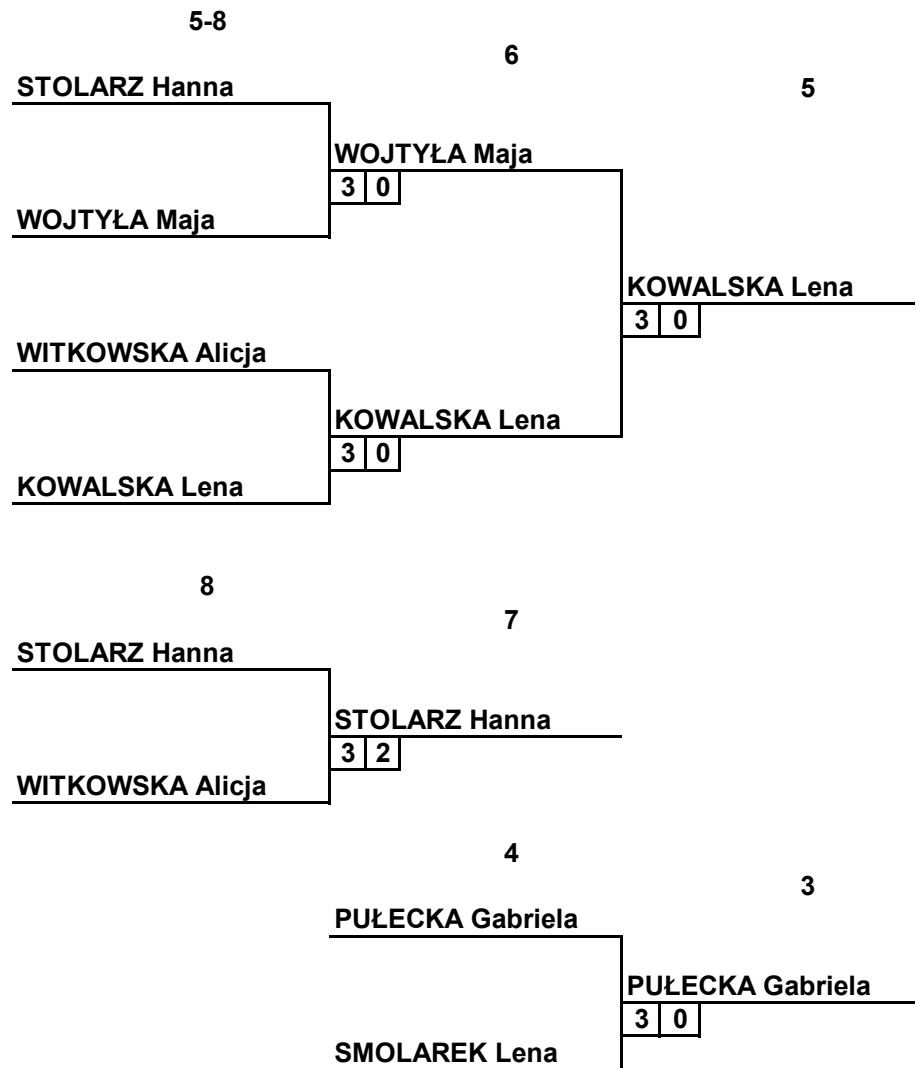 5-8
6
STOLARZ Hanna
5
WOJTYŁA Maja
3 0
WOJTYŁA Maja
KOWALSKA Lena
3 0
WITKOWSKA Alicja
KOWALSKA Lena
3 0
KOWALSKA Lena
8
7
STOLARZ Hanna
STOLARZ Hanna
3 2
WITKOWSKA Alicja
4
3
PUŁECKA Gabriela
PUŁECKA Gabriela
3 0
SMOLAREK Lena